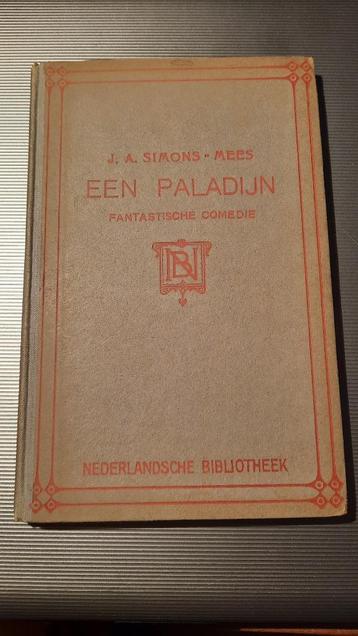 J. A. SIMONS - MEES
EEN PALADIJN
FANTASTISCHE COMEDIE
NB
NEDERLANDSCHE BIBLIOTHEEK